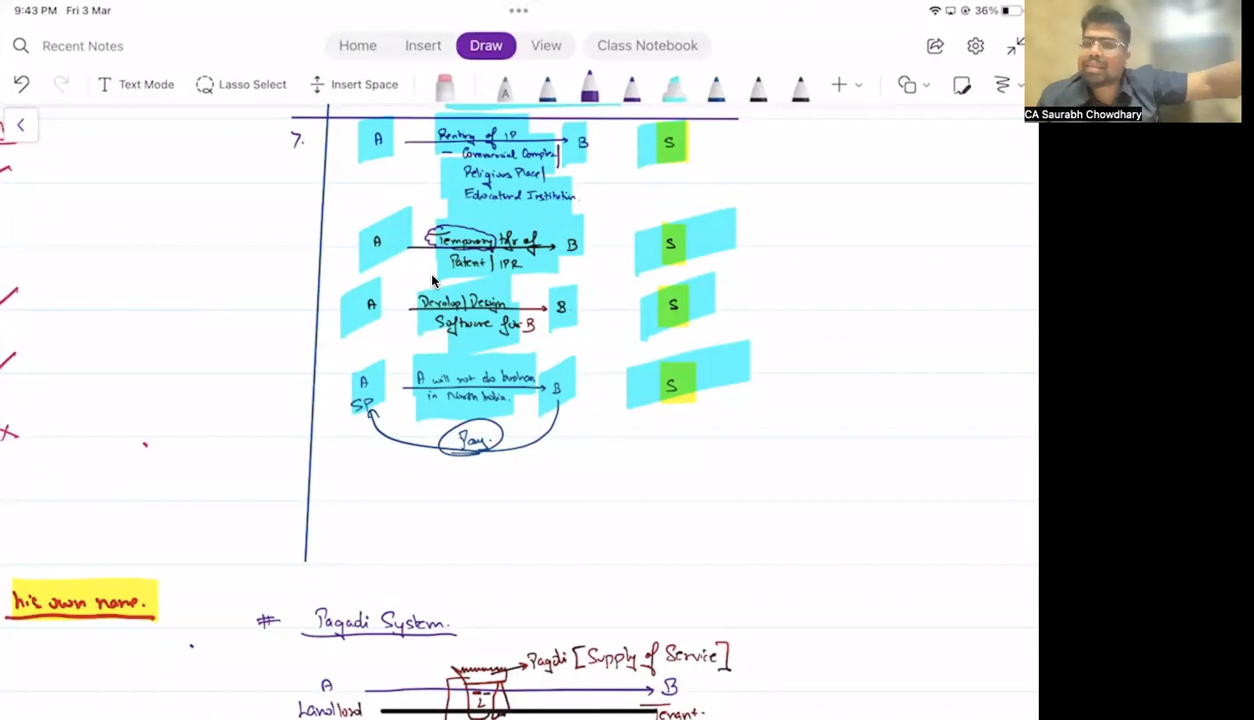 9:43 PM Fri 3 Mar
36%
Recent Notes
Home Insert Draw View Class Notebook
Text Mode Lasso Select Insert Space
CA Saurabh Chowdhary
7. A Renting of IP B S
- Commercial Complex
Religious Place
Educational Institution.
A Temporary tfr of B S
Patent | IPR
A Develop | Design B S
Software for B
A A will not do business B S
SP in North India.
Pay.
his own name.
# Pagadi System.
Pagdi [Supply of Service]
A B
Landlord Tenant.